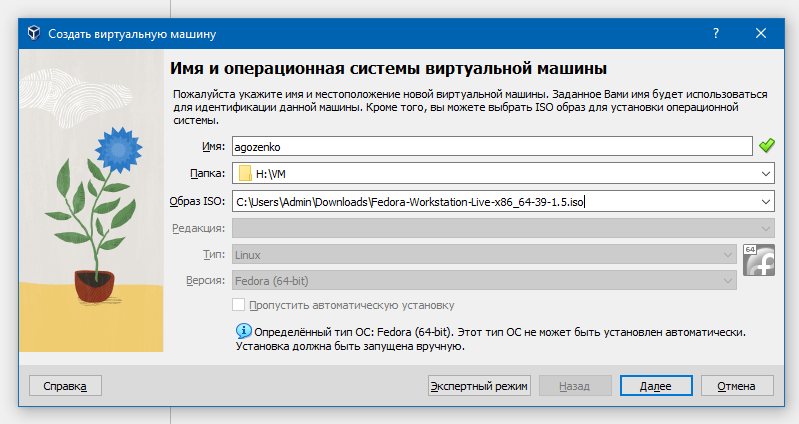 Создать виртуальную машину
?
Имя и операционная системы виртуальной машины
Пожалуйста укажите имя и местоположение новой виртуальной машины. Заданное Вами имя будет использоваться
для идентификации данной машины. Кроме того, вы можете выбрать ISO образ для установки операционной
системы.
Имя: agozenko
Папка: H:\VM
Образ ISO: C:\Users\Admin\Downloads\Fedora-Workstation-Live-x86_64-39-1.5.iso
Редакция:
Тип: Linux
64
Версия: Fedora (64-bit)
Пропустить автоматическую установку
Определённый тип ОС: Fedora (64-bit). Этот тип ОС не может быть установлен автоматически.
Установка должна быть запущена вручную.
Справка Экспертный режим Назад Далее Отмена